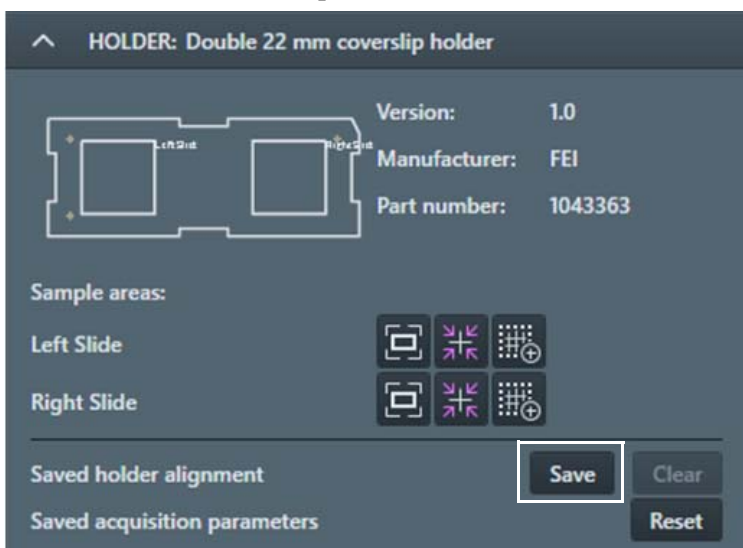 HOLDER: Double 22 mm coverslip holder
Version: 1.0
Manufacturer: FEI
Part number: 1043363
Sample areas:
Left Slide
Right Slide
Saved holder alignment Save Clear
Saved acquisition parameters Reset